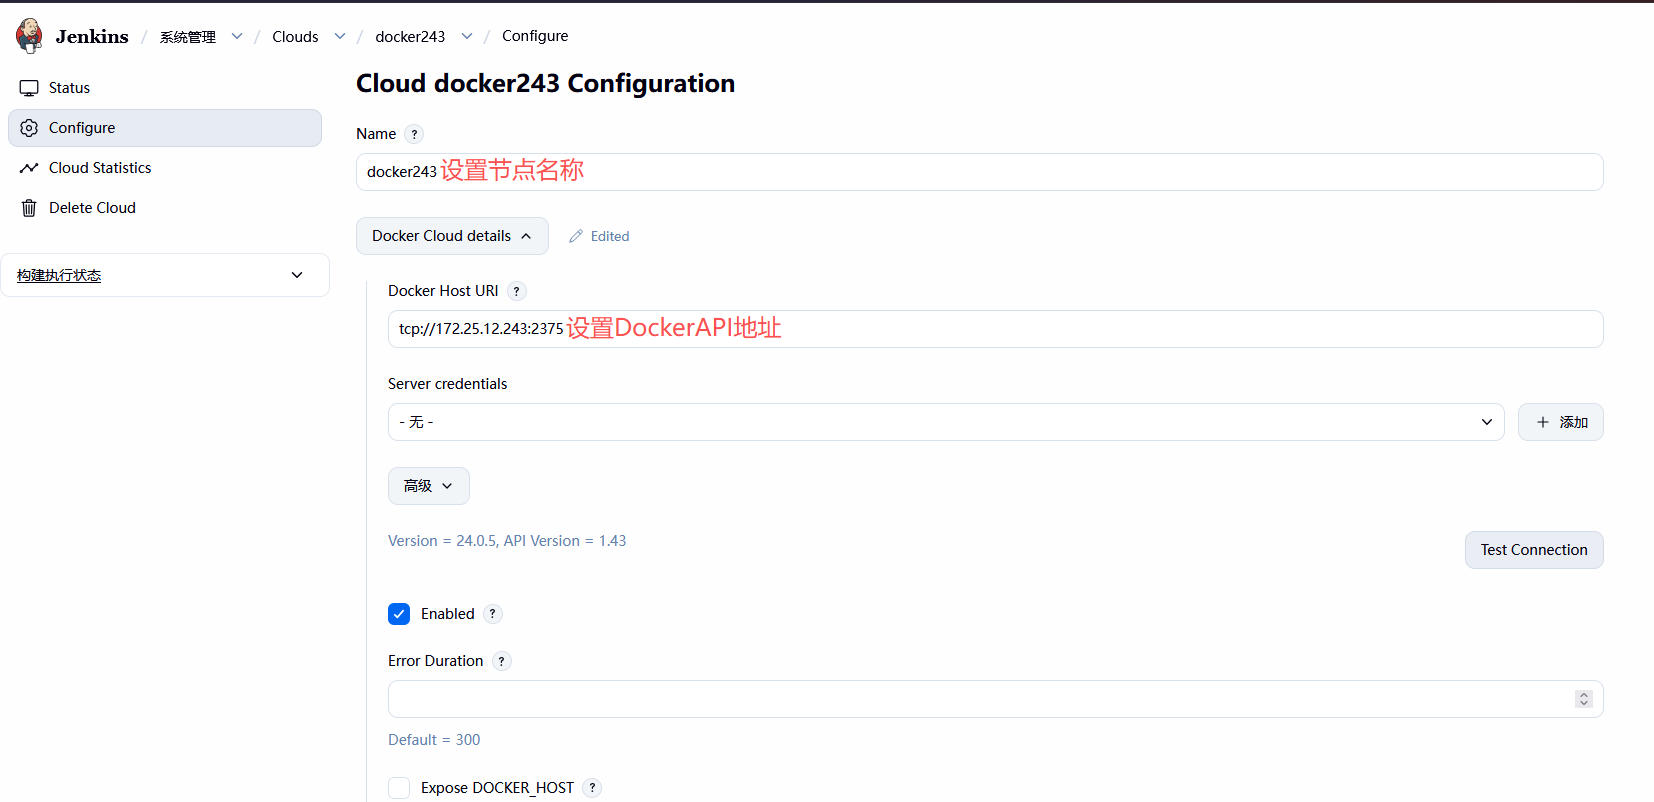 Jenkins / 系统管理 / Clouds / docker243 / Configure
Status
Configure
Cloud Statistics
Delete Cloud
构建执行状态
Cloud docker243 Configuration
Name ?
docker243 设置节点名称
Docker Cloud details Edited
Docker Host URI ?
tcp://172.25.12.243:2375 设置DockerAPI地址
Server credentials
- 无 -
+ 添加
高级
Version = 24.0.5, API Version = 1.43
Test Connection
Enabled ?
Error Duration ?
Default = 300
Expose DOCKER_HOST ?